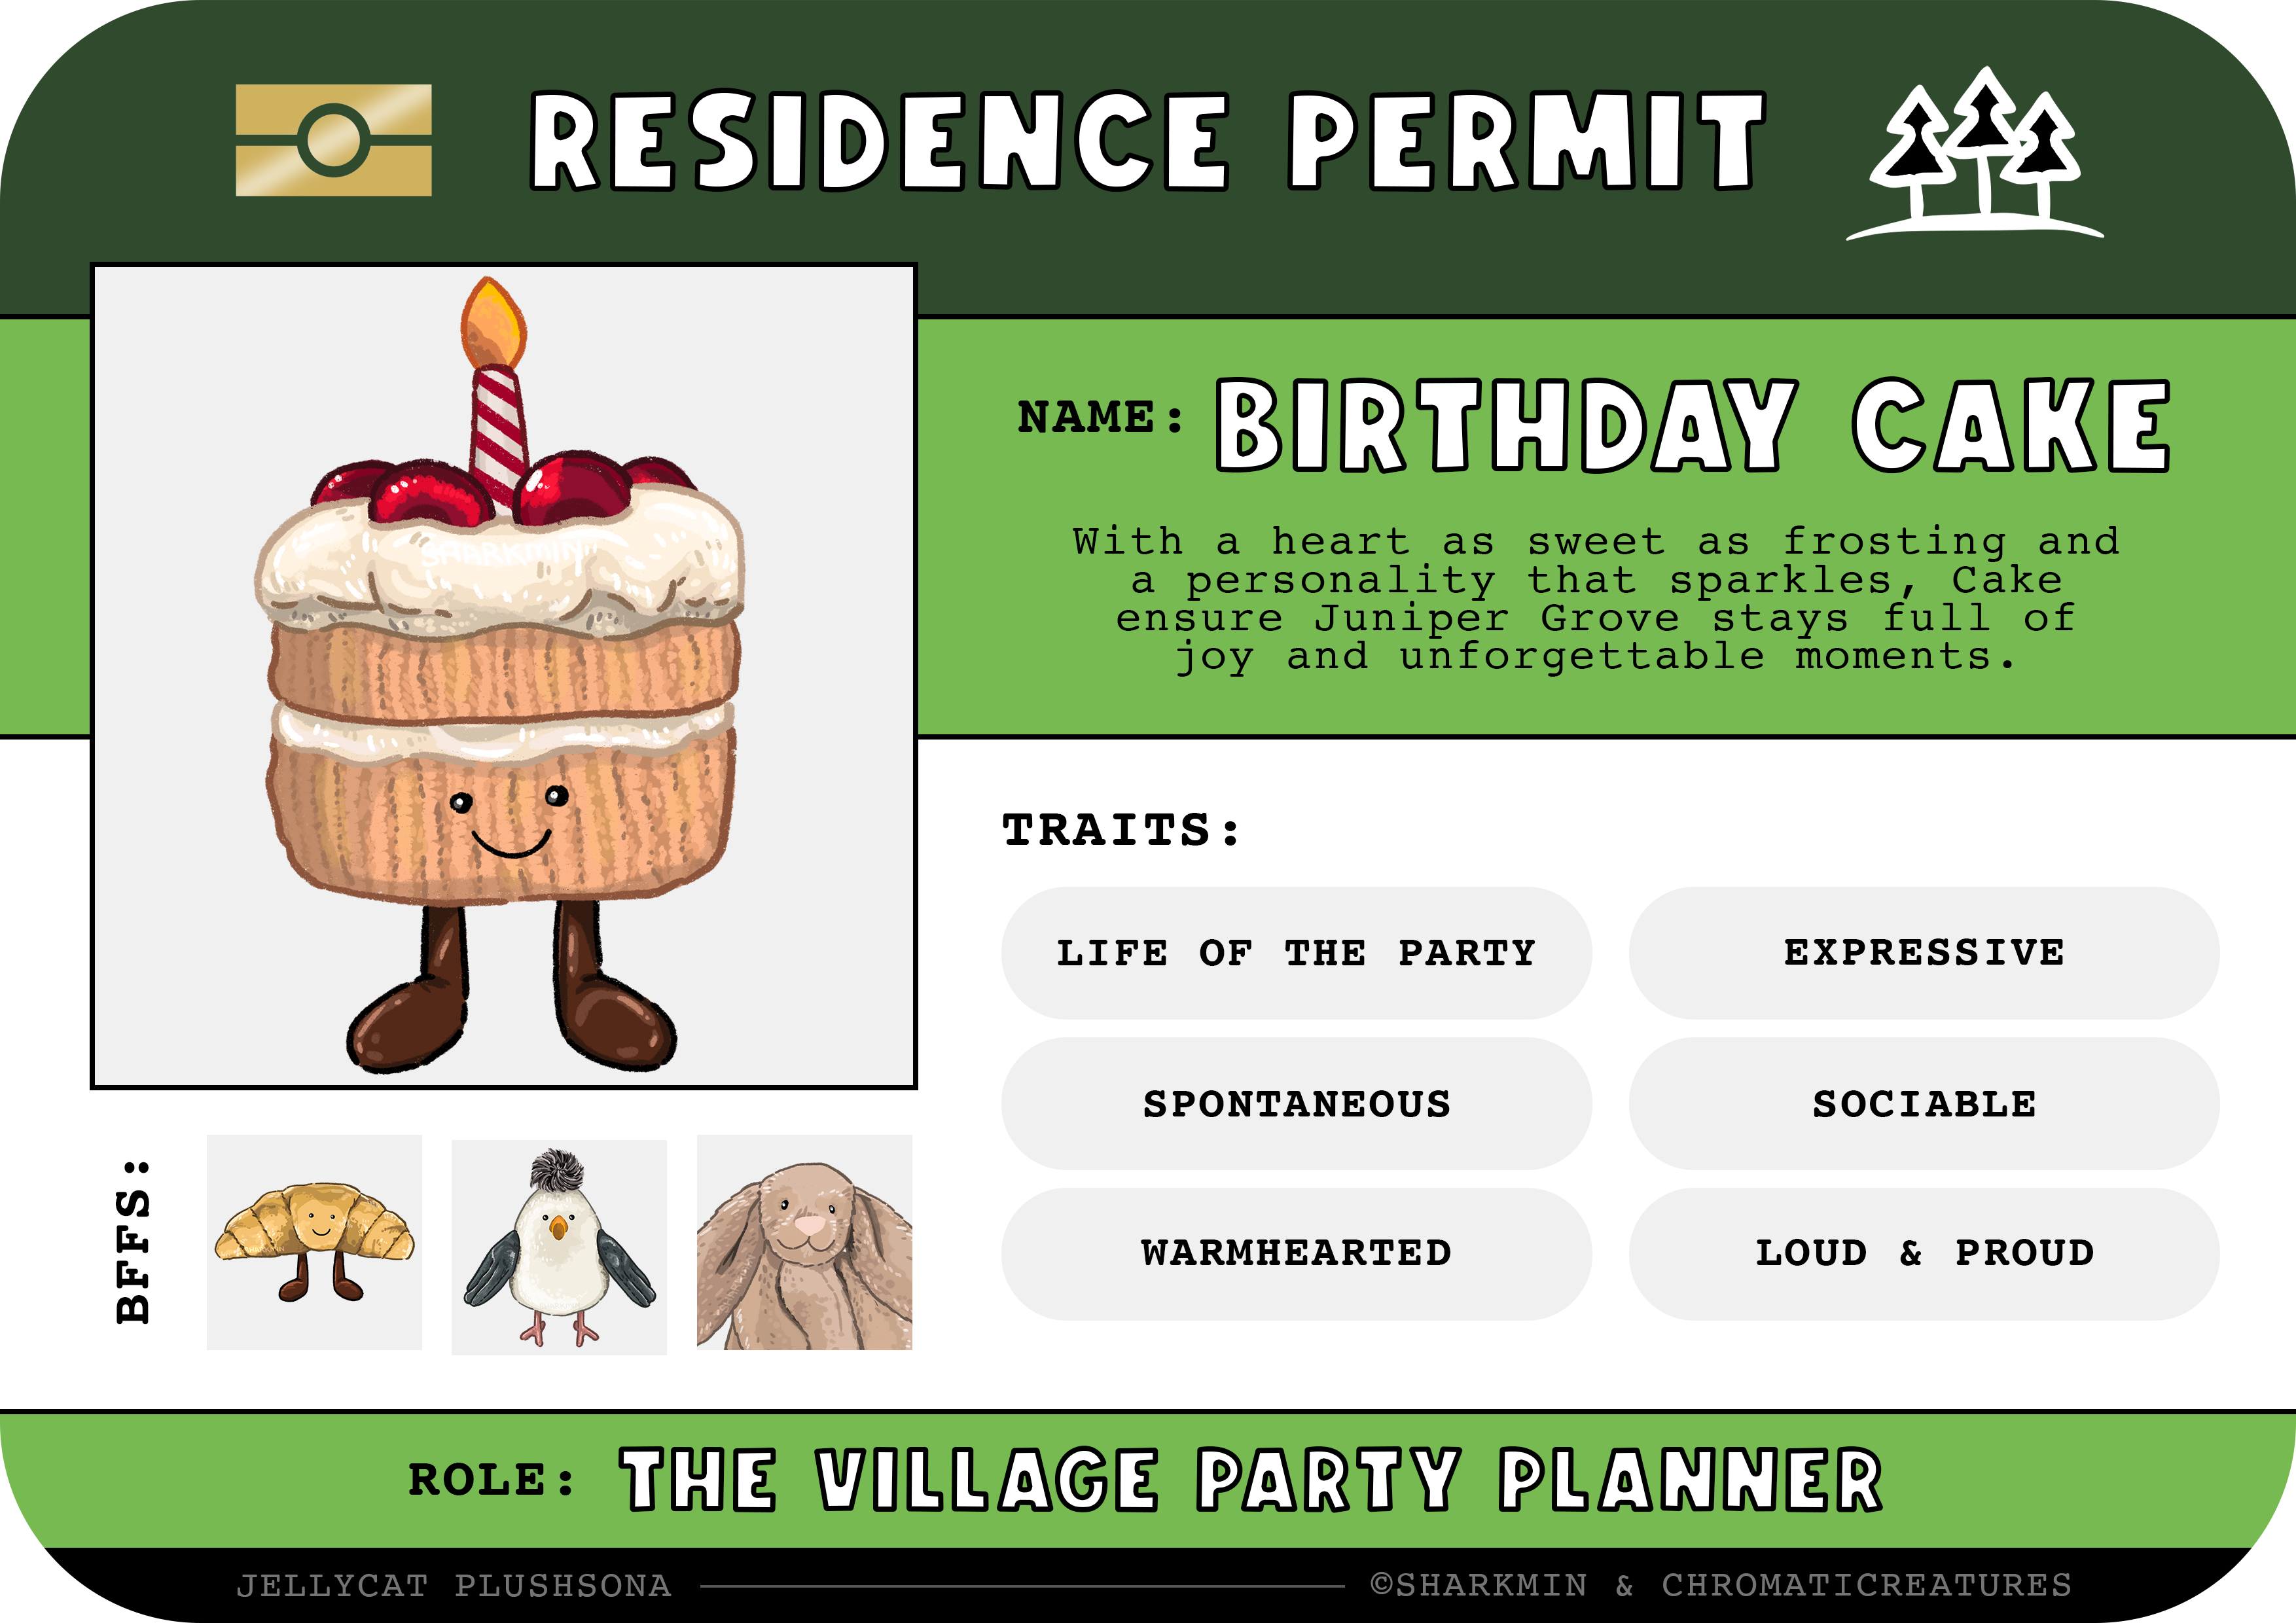 RESIDENCE PERMIT
NAME: BIRTHDAY CAKE
With a heart as sweet as frosting and
a personality that sparkles, Cake
ensure Juniper Grove stays full of
joy and unforgettable moments.
SHARKMIN
TRAITS:
LIFE OF THE PARTY
EXPRESSIVE
SPONTANEOUS
SOCIABLE
WARMHEARTED
LOUD & PROUD
BFFS:
ROLE: THE VILLAGE PARTY PLANNER
JELLYCAT PLUSHSONA
©SHARKMIN & CHROMATICREATURES